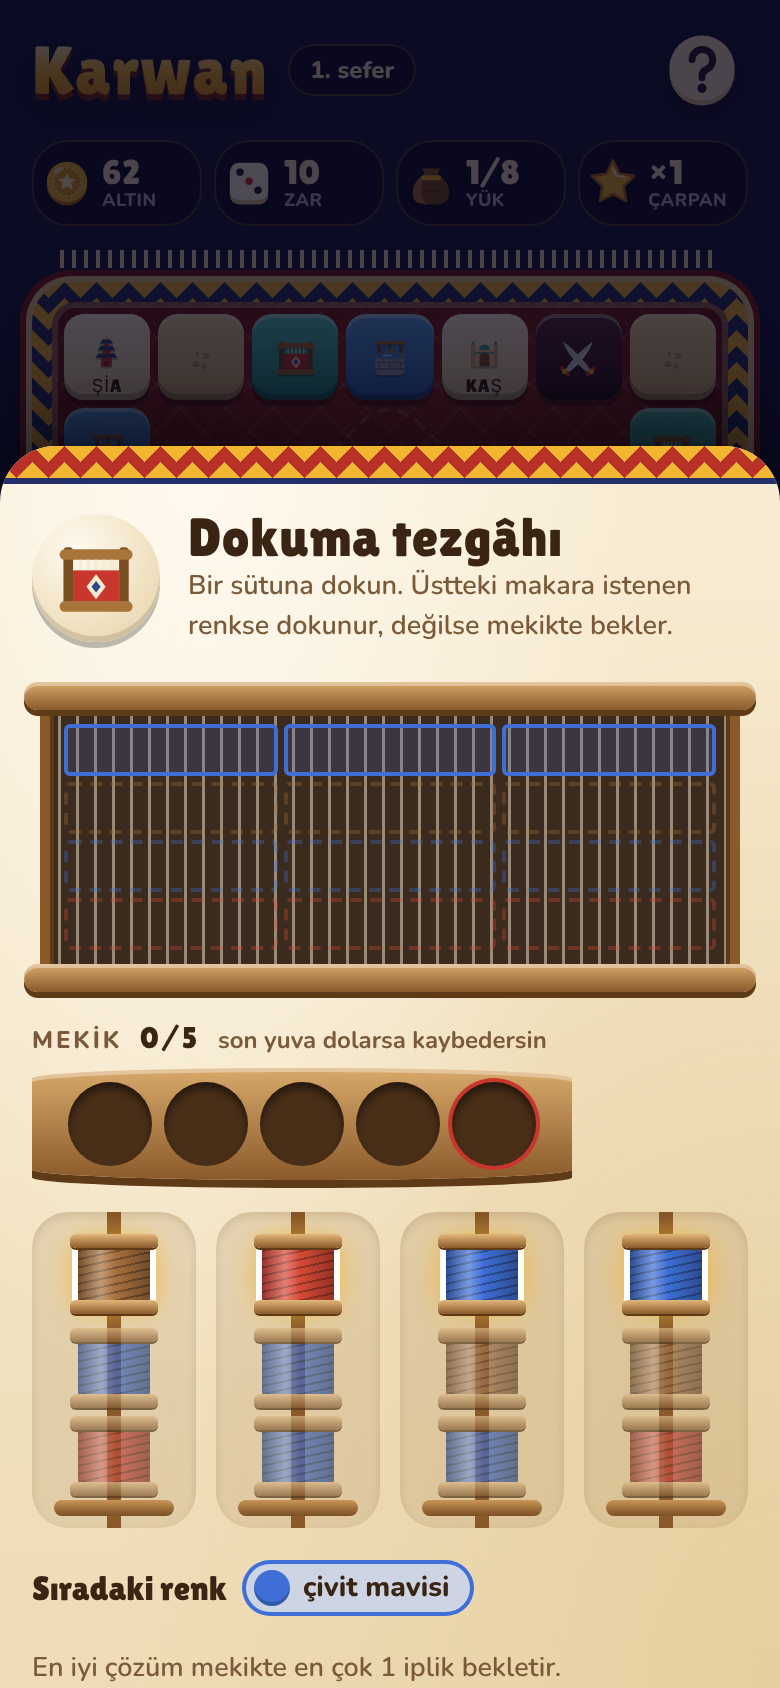 Karwan
1. sefer
?
62
ALTIN
10
ZAR
1/8
YÜK
×1
ÇARPAN
ŞİA
KAŞ
Dokuma tezgâhı
Bir sütuna dokun. Üstteki makara istenen
renkse dokunur, değilse mekikte bekler.
MEKİK 0/5 son yuva dolarsa kaybedersin
Sıradaki renk çivit mavisi
En iyi çözüm mekikte en çok 1 iplik bekletir.